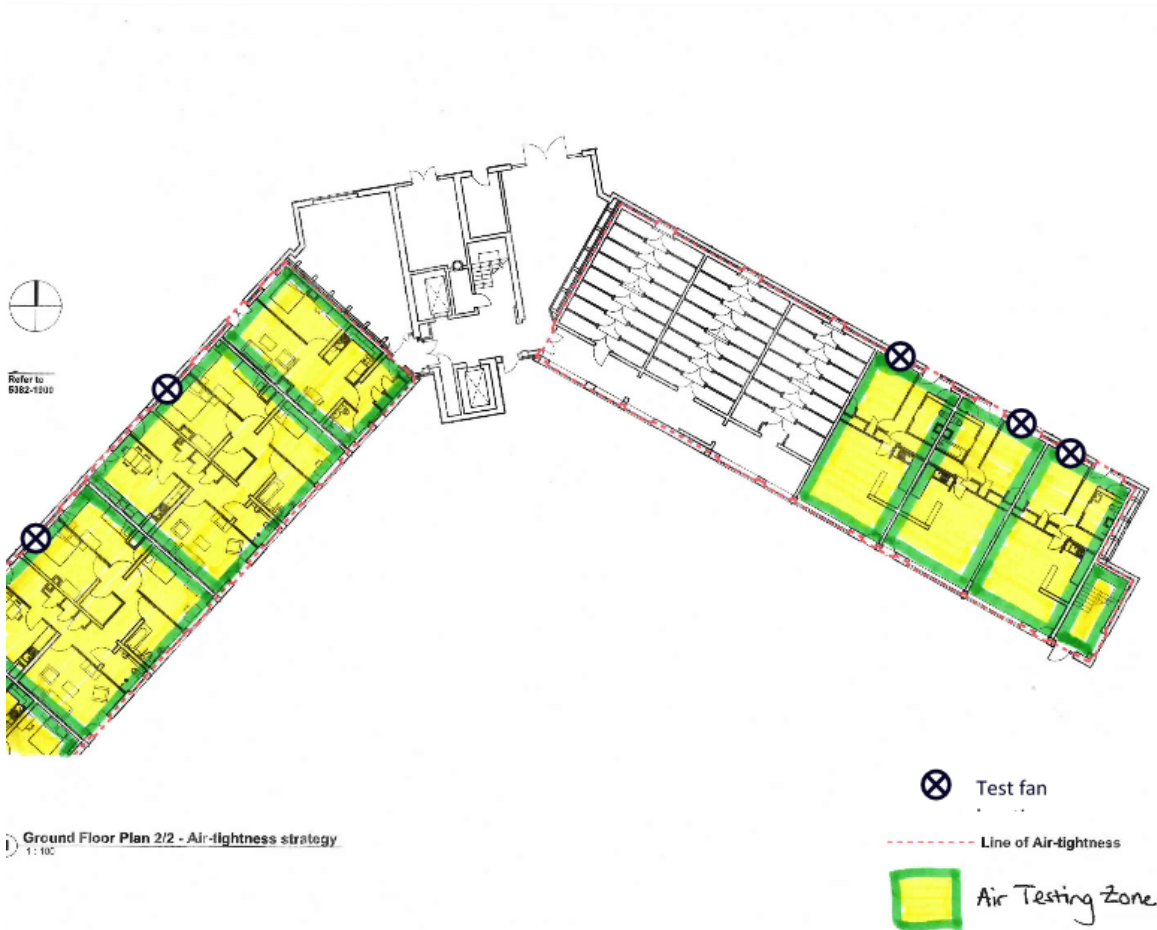 Refer to
5382-1900
Ground Floor Plan 2/2 - Air-tightness strategy
1 : 100
Test fan
Line of Air-tightness
Air Testing Zone